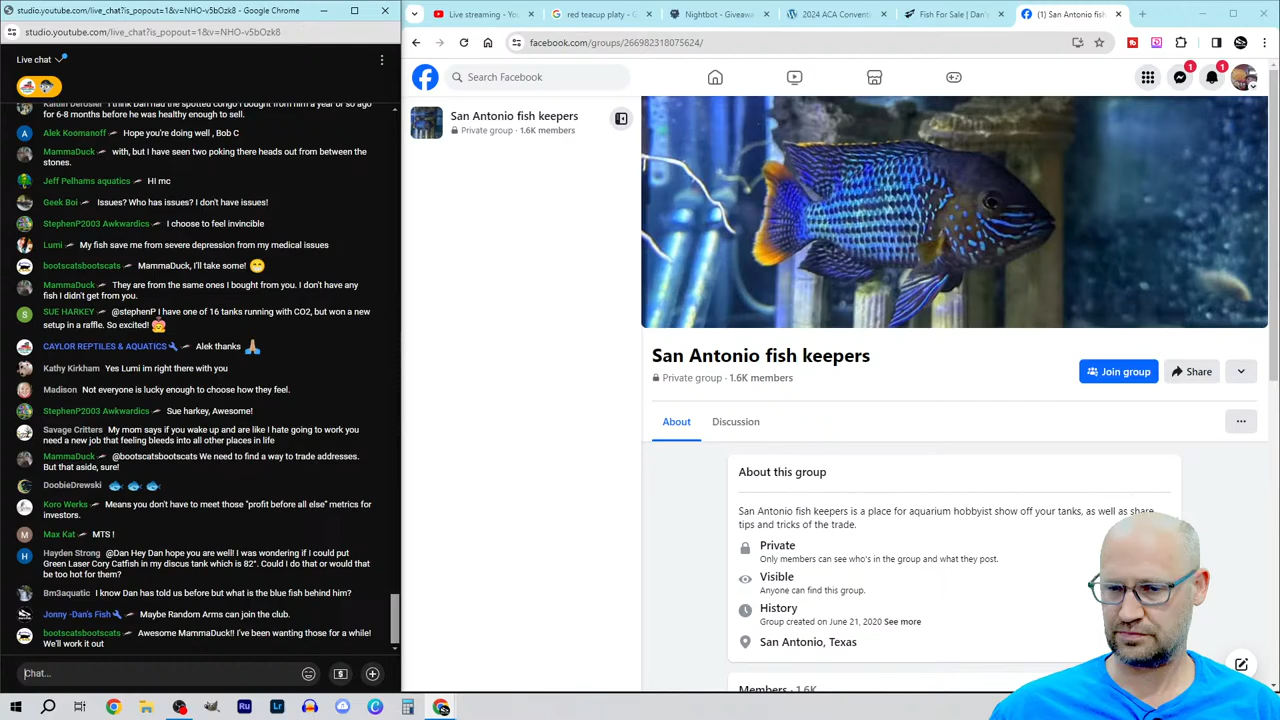 studio.youtube.com/live_chat?is_popout=1&v=NHO-v5bOzk8 - Google Chrome
studio.youtube.com/live_chat?is_popout=1&v=NHO-v5bOzk8
Live chat
for 6-8 months before he was healthy enough to sell.
Alek Koomanoff Hope you're doing well , Bob C
MammaDuck with, but I have seen two poking there heads out from between the
stones.
Jeff Pelhams aquatics HI mc
Geek Boi Issues? Who has issues? I don't have issues!
StephenP2003 Awkwardics I choose to feel invincible
Lumi My fish save me from severe depression from my medical issues
bootscatsbootscats MammaDuck, I'll take some!
MammaDuck They are from the same ones I bought from you. I don't have any
fish I didn't get from you.
SUE HARKEY @stephenP I have one of 16 tanks running with CO2, but won a new
setup in a raffle. So excited!
CAYLOR REPTILES & AQUATICS Alek thanks
Kathy Kirkham Yes Lumi im right there with you
Madison Not everyone is lucky enough to choose how they feel.
StephenP2003 Awkwardics Sue harkey, Awesome!
Savage Critters My mom says if you wake up and are like I hate going to work you
need a new job that feeling bleeds into all other places in life
MammaDuck @bootscatsbootscats We need to find a way to trade addresses.
But that aside, sure!
DoobieDrewski
Koro Werks Means you don't have to meet those "profit before all else" metrics for
investors.
Max Kat MTS !
Hayden Strong @Dan Hey Dan hope you are well! I was wondering if I could put
Green Laser Cory Catfish in my discus tank which is 82°. Could I do that or would that
be too hot for them?
Bm3aquatic I know Dan has told us before but what is the blue fish behind him?
Jonny -Dan's Fish Maybe Random Arms can join the club.
bootscatsbootscats Awesome MammaDuck!! I've been wanting those for a while!
We'll work it out
Chat...
Live streaming - You
red teacup platy - G
Nightbot - Giveaway
2024 ACA Conventi
Fish For Sale | Dan's
(1) San Antonio fish
facebook.com/groups/266982318075624/
Search Facebook
1
1
San Antonio fish keepers
Private group · 1.6K members
San Antonio fish keepers
Private group · 1.6K members
Join group
Share
About
Discussion
About this group
San Antonio fish keepers is a place for aquarium hobbyist show off your tanks, as well as share
tips and tricks of the trade.
Private
Only members can see who's in the group and what they post.
Visible
Anyone can find this group.
History
Group created on June 21, 2020 See more
San Antonio, Texas
Members · 1.6K